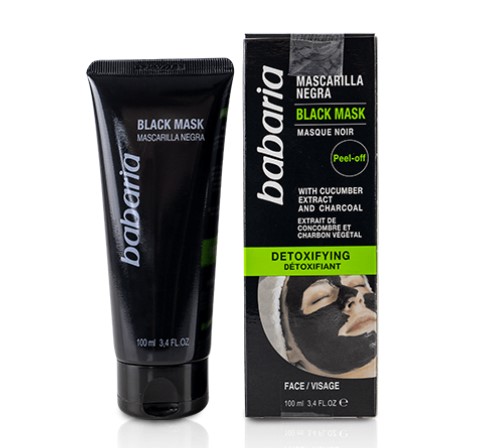 babaria
BLACK MASK
MASCARILLA NEGRA
100 ml 3,4 FL.OZ
babaria
MASCARILLA
NEGRA
BLACK MASK
MASQUE NOIR
Peel-off
WITH CUCUMBER
EXTRACT
AND CHARCOAL
EXTRAIT DE
CONCOMBRE ET
CHARBON VÉGÉTAL
DETOXIFYING
DÉTOXIFIANT
FACE / VISAGE
100 ml 3,4 FL.OZ ℮